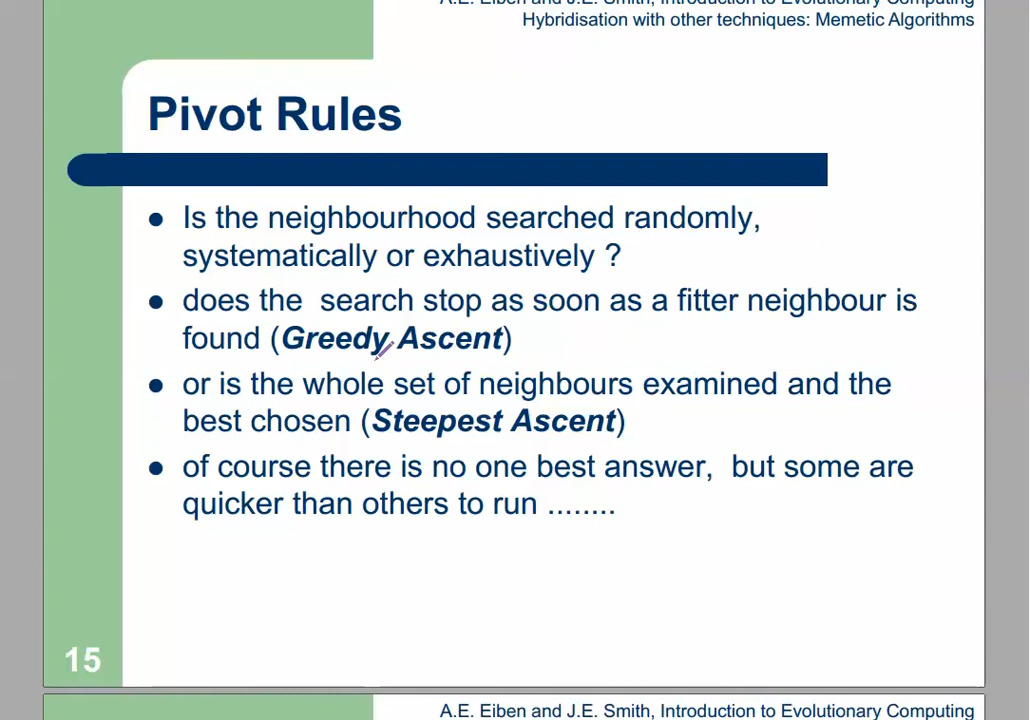 A.E. Eiben and J.E. Smith, Introduction to Evolutionary Computing
Hybridisation with other techniques: Memetic Algorithms
Pivot Rules
● Is the neighbourhood searched randomly,
systematically or exhaustively ?
● does the  search stop as soon as a fitter neighbour is
found (Greedy Ascent)
● or is the whole set of neighbours examined and the
best chosen (Steepest Ascent)
● of course there is no one best answer,  but some are
quicker than others to run ........
15
A.E. Eiben and J.E. Smith, Introduction to Evolutionary Computing